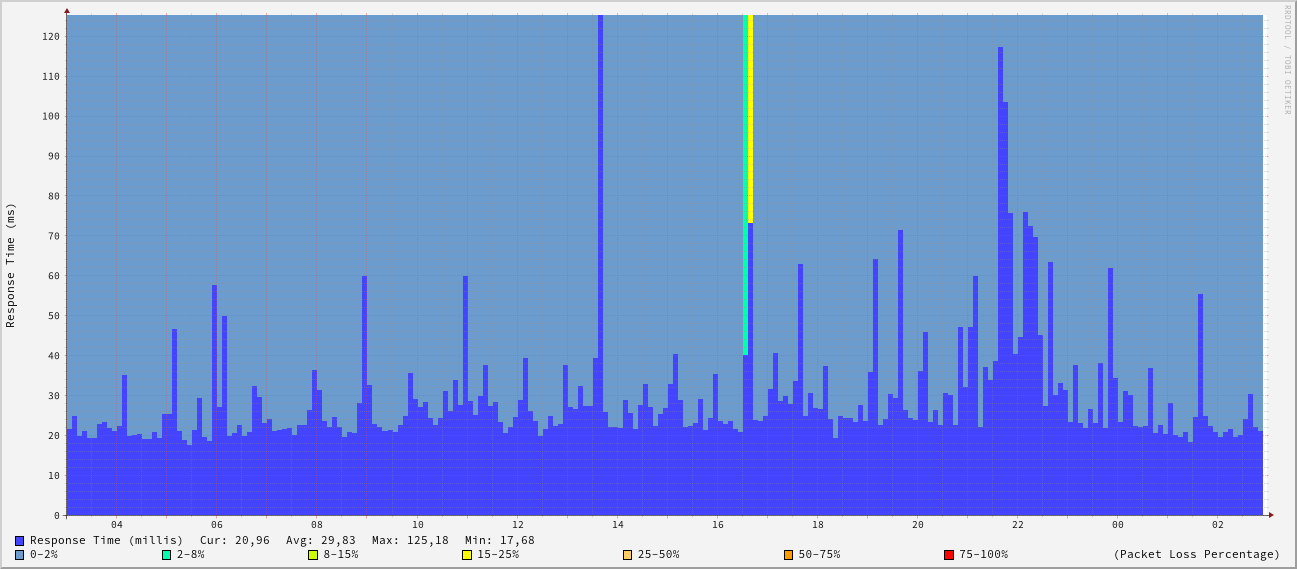 RRDTOOL / TOBI OETIKER
Response Time (ms)
120
110
100
90
80
70
60
50
40
30
20
10
0
04 06 08 10 12 14 16 18 20 22 00 02
Response Time (millis) Cur: 20,96 Avg: 29,83 Max: 125,18 Min: 17,68
0-2% 2-8% 8-15% 15-25% 25-50% 50-75% 75-100% (Packet Loss Percentage)